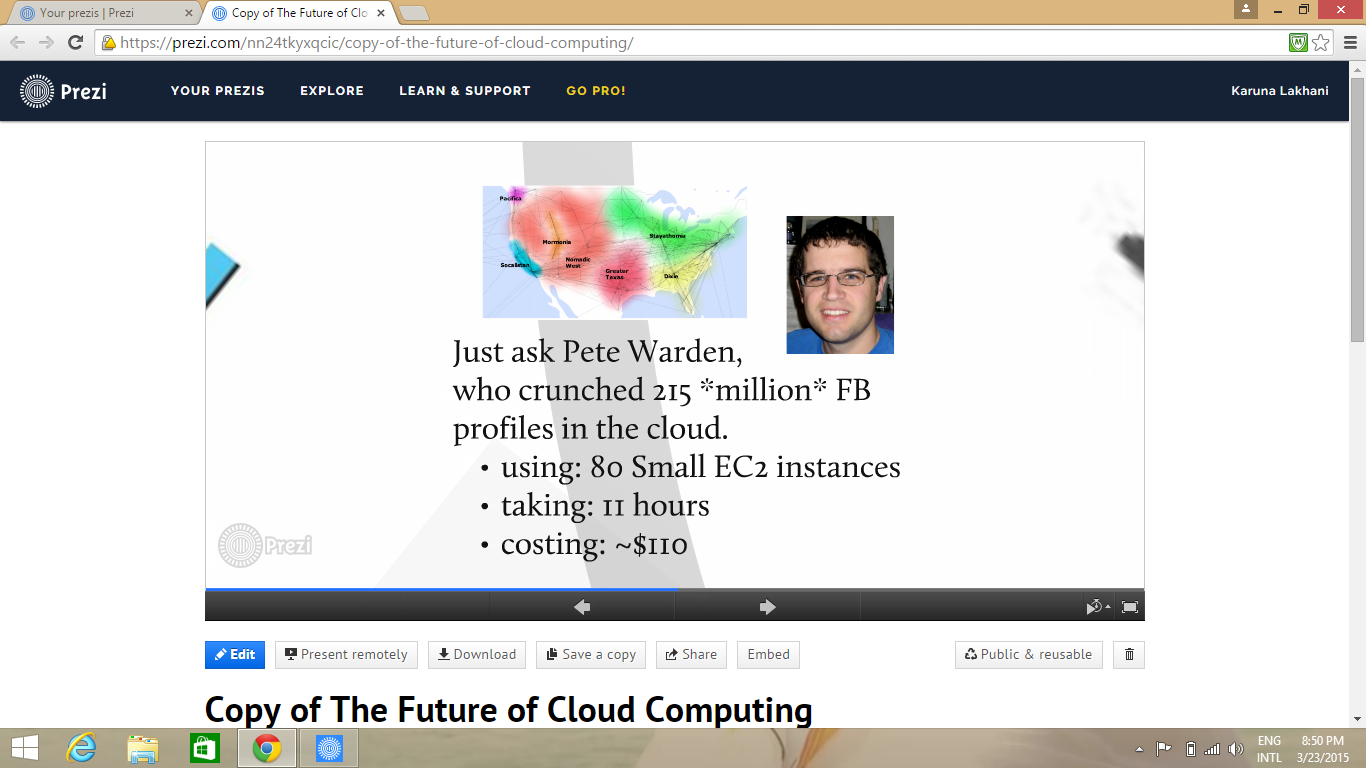 Your prezis | Prezi
Copy of The Future of Clo
https://prezi.com/nn24tkyxqcic/copy-of-the-future-of-cloud-computing/
Prezi
YOUR PREZIS
EXPLORE
LEARN & SUPPORT
GO PRO!
Karuna Lakhani
Pacifica
Mormonia
Stayathomia
Socalistan
Nomadic
West
Greater
Texas
Dixie
Just ask Pete Warden,
who crunched 215 *million* FB
profiles in the cloud.
• using: 80 Small EC2 instances
• taking: 11 hours
• costing: ~$110
Prezi
Edit
Present remotely
Download
Save a copy
Share
Embed
Public & reusable
Copy of The Future of Cloud Computing
ENG
INTL
8:50 PM
3/23/2015